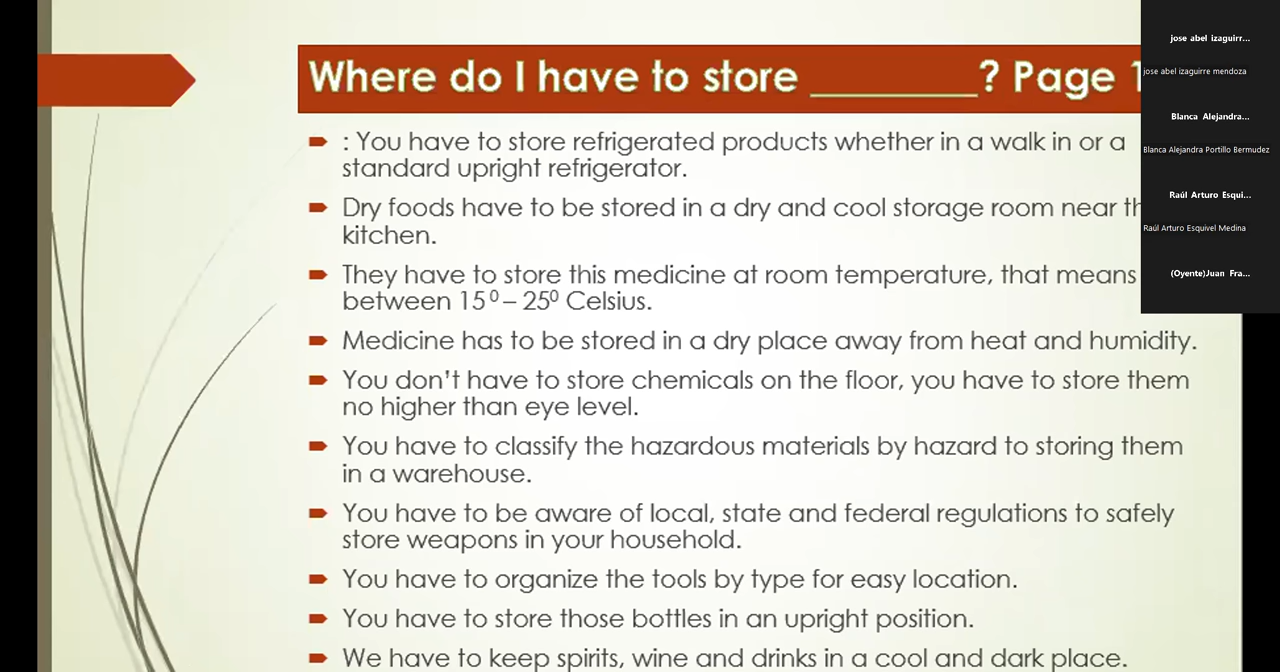 Where do I have to store ________? Page 1
: You have to store refrigerated products whether in a walk in or a
standard upright refrigerator.
Dry foods have to be stored in a dry and cool storage room near th
kitchen.
They have to store this medicine at room temperature, that means
between 15⁰ – 25⁰ Celsius.
Medicine has to be stored in a dry place away from heat and humidity.
You don’t have to store chemicals on the floor, you have to store them
no higher than eye level.
You have to classify the hazardous materials by hazard to storing them
in a warehouse.
You have to be aware of local, state and federal regulations to safely
store weapons in your household.
You have to organize the tools by type for easy location.
You have to store those bottles in an upright position.
We have to keep spirits, wine and drinks in a cool and dark place.
jose abel izaguirr...
jose abel izaguirre mendoza
Blanca Alejandra...
Blanca Alejandra Portillo Bermudez
Raúl Arturo Esqui...
Raúl Arturo Esquivel Medina
(Oyente)Juan Fra...